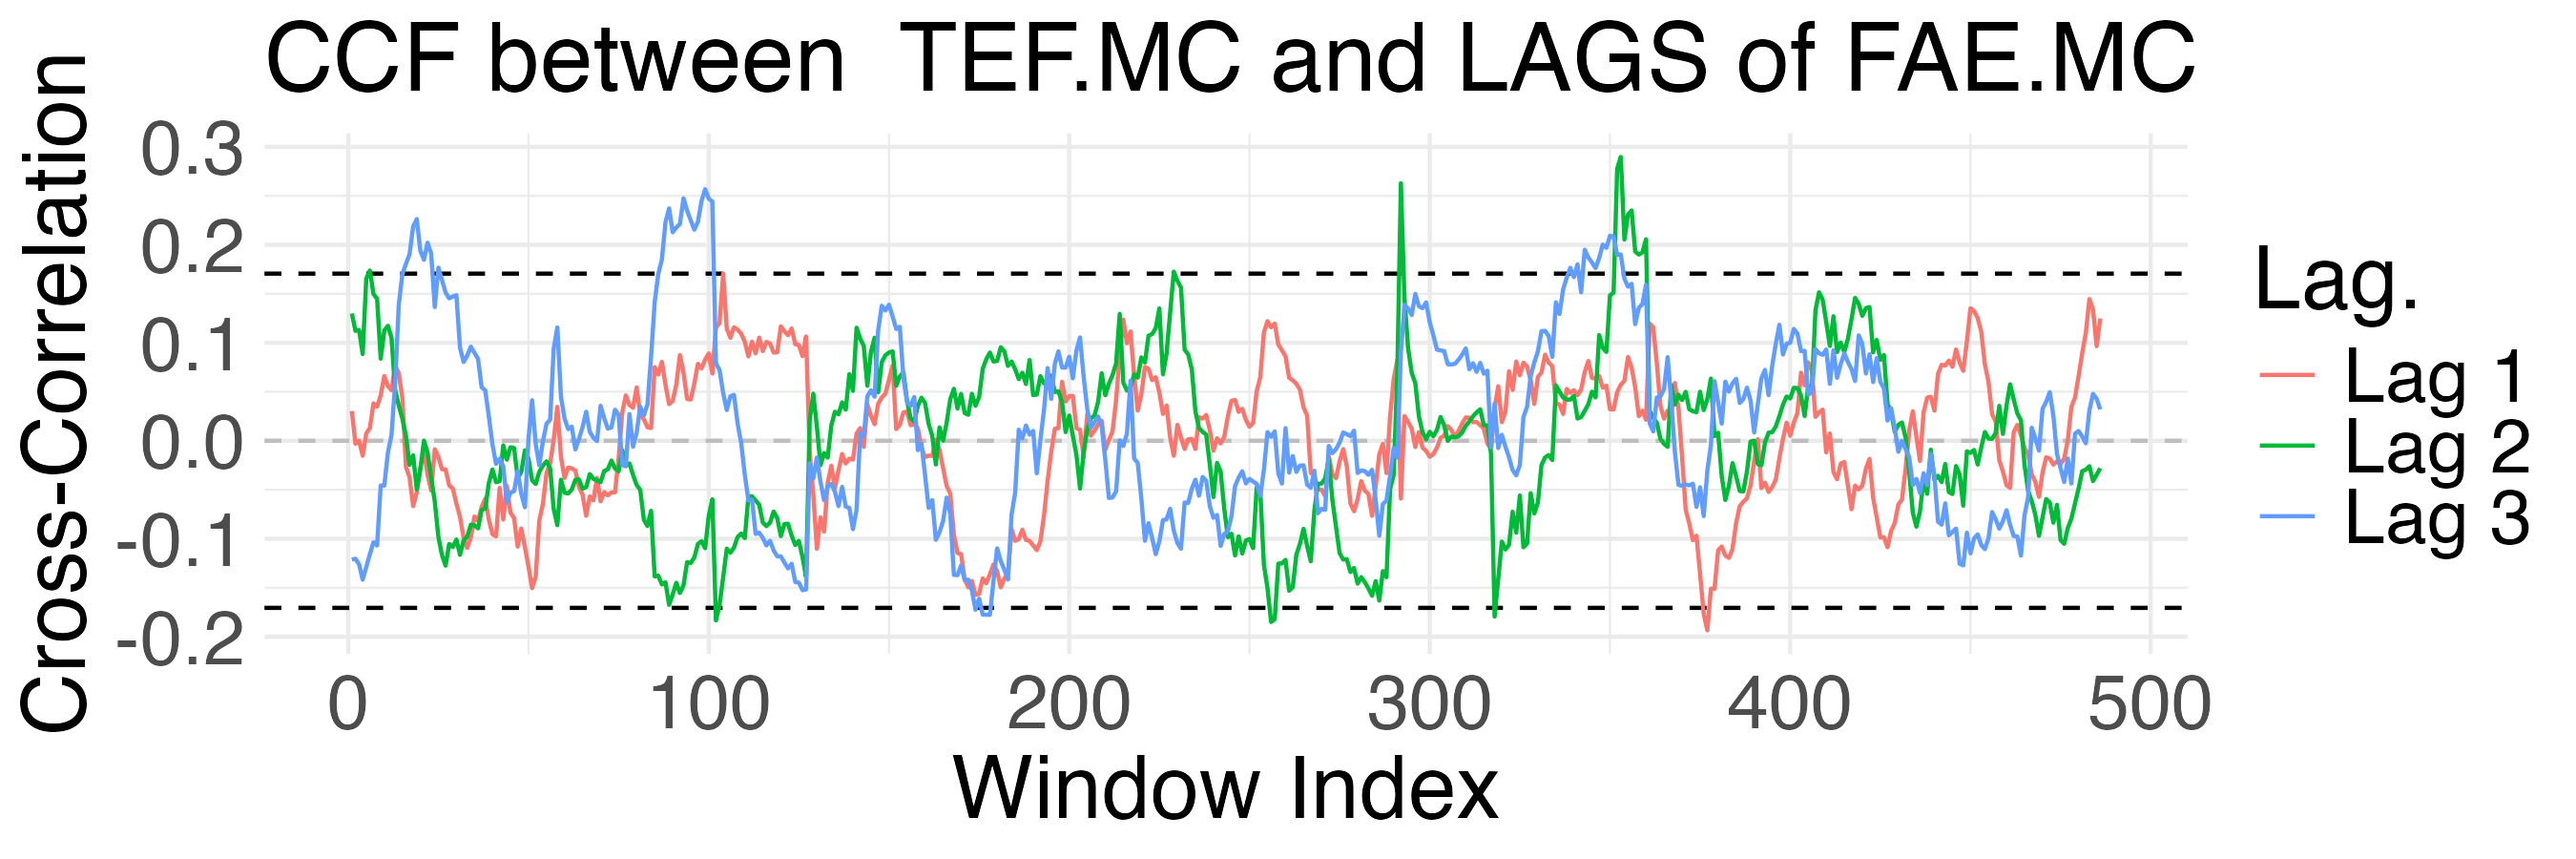 CCF between  TEF.MC and LAGS of FAE.MC
Cross-Correlation
0.3
0.2
0.1
0.0
-0.1
-0.2
0 100 200 300 400 500
Window Index
Lag.
Lag 1
Lag 2
Lag 3